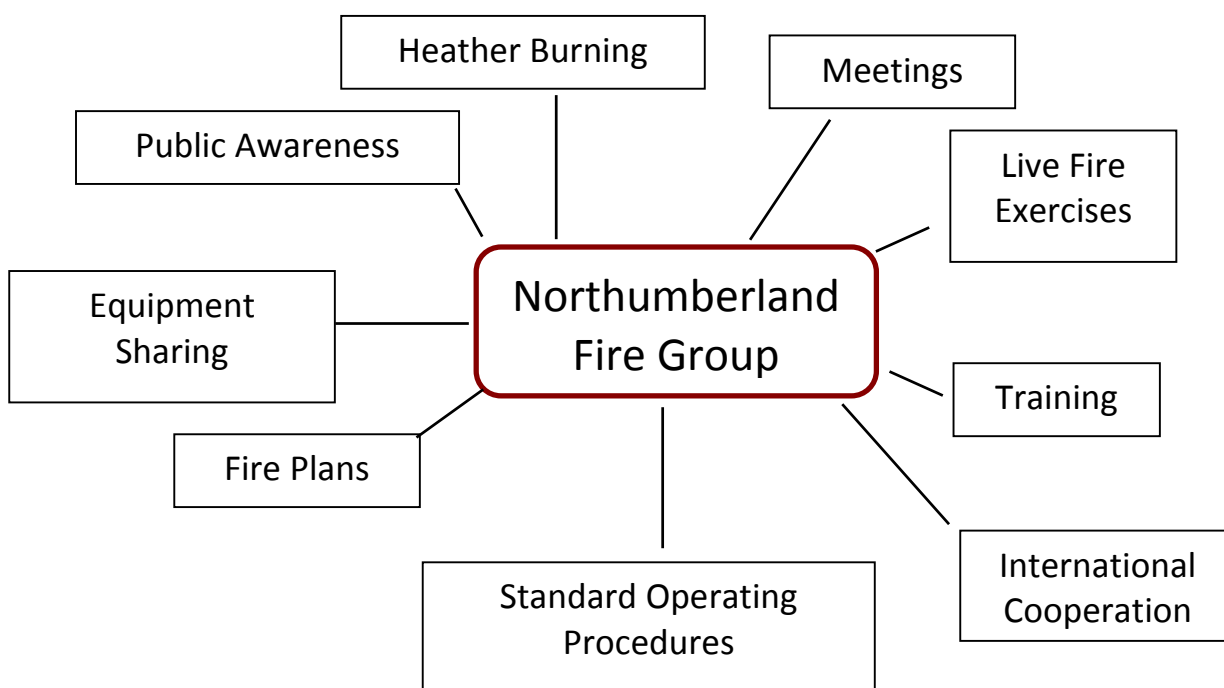 Heather Burning
Meetings
Public Awareness
Live Fire
Exercises
Equipment
Sharing
Northumberland
Fire Group
Training
Fire Plans
International
Cooperation
Standard Operating
Procedures